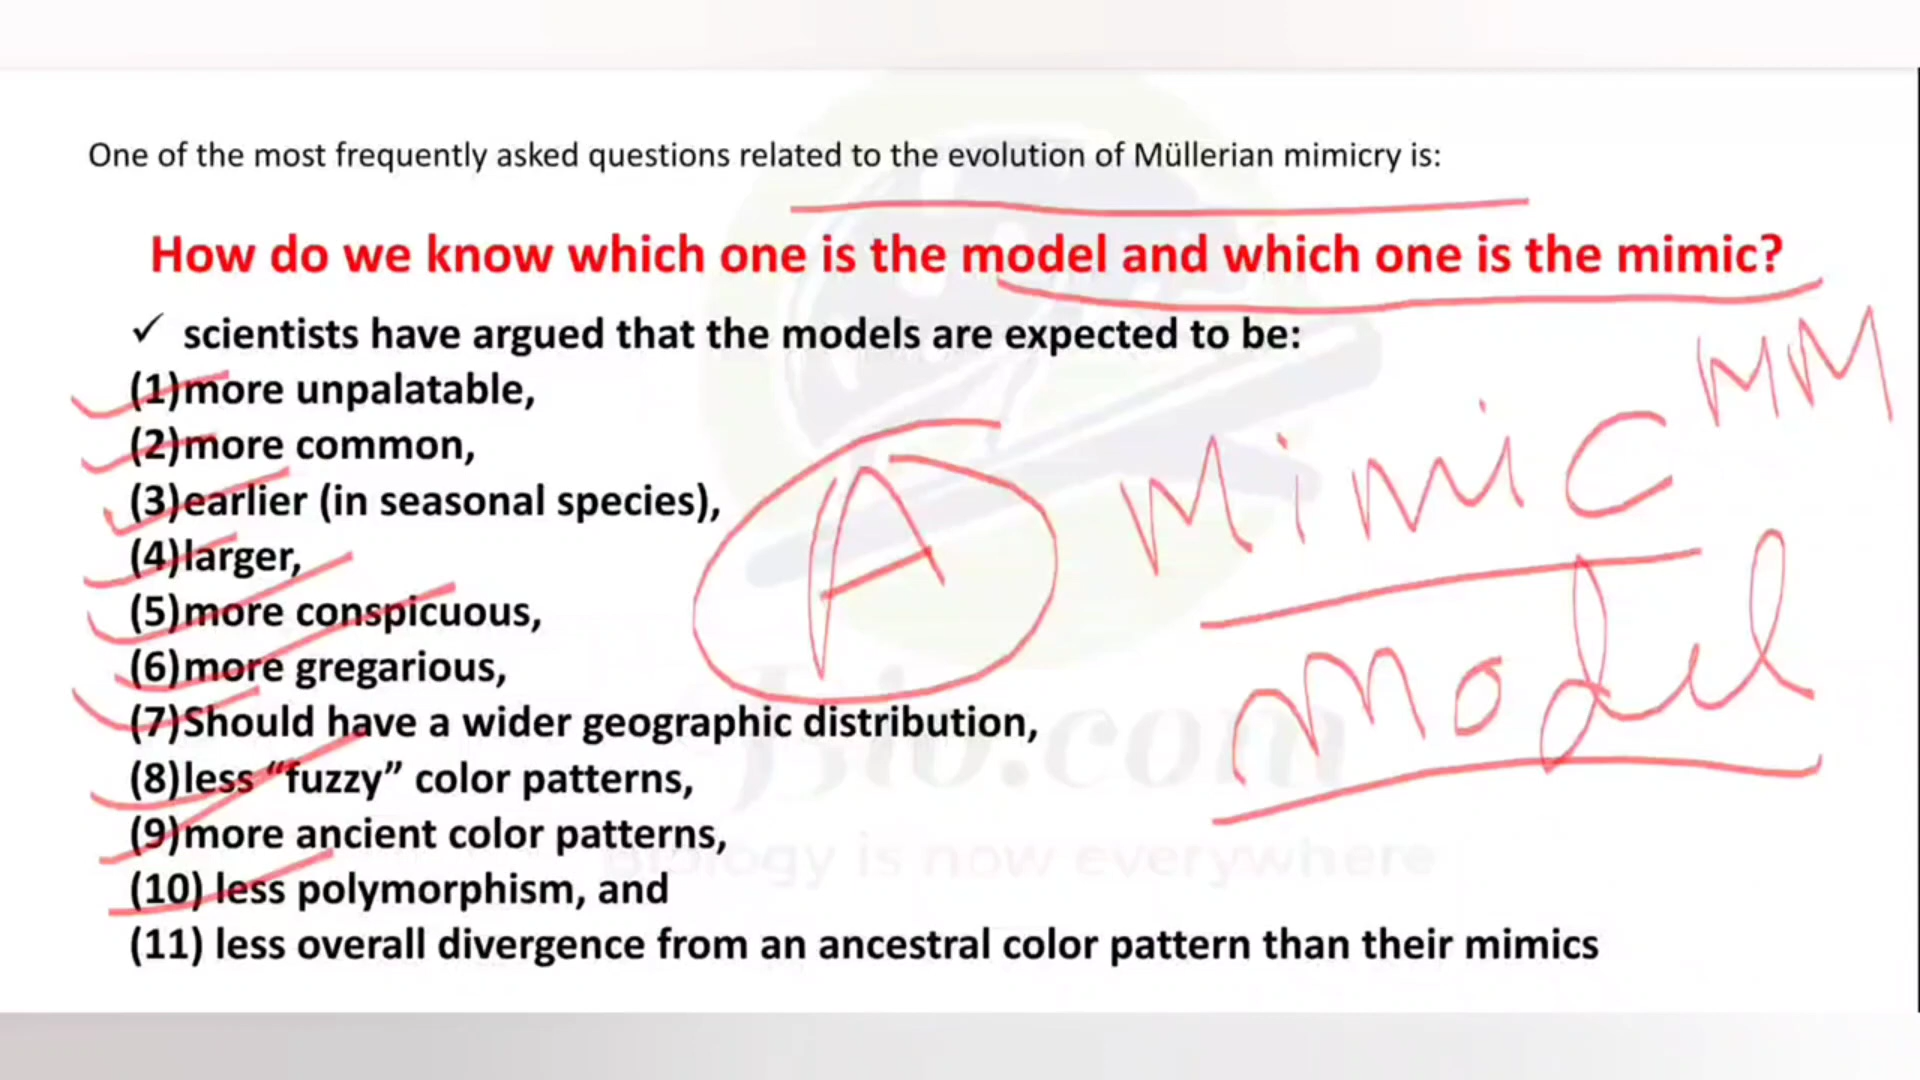 One of the most frequently asked questions related to the evolution of Müllerian mimicry is:
How do we know which one is the model and which one is the mimic?
✓ scientists have argued that the models are expected to be:
(1)more unpalatable,
(2)more common,
(3)earlier (in seasonal species),
(4)larger,
(5)more conspicuous,
(6)more gregarious,
(7)Should have a wider geographic distribution,
(8)less “fuzzy” color patterns,
(9)more ancient color patterns,
(10) less polymorphism, and
(11) less overall divergence from an ancestral color pattern than their mimics
A
Mimic MM
Model
Biology is now everywhere